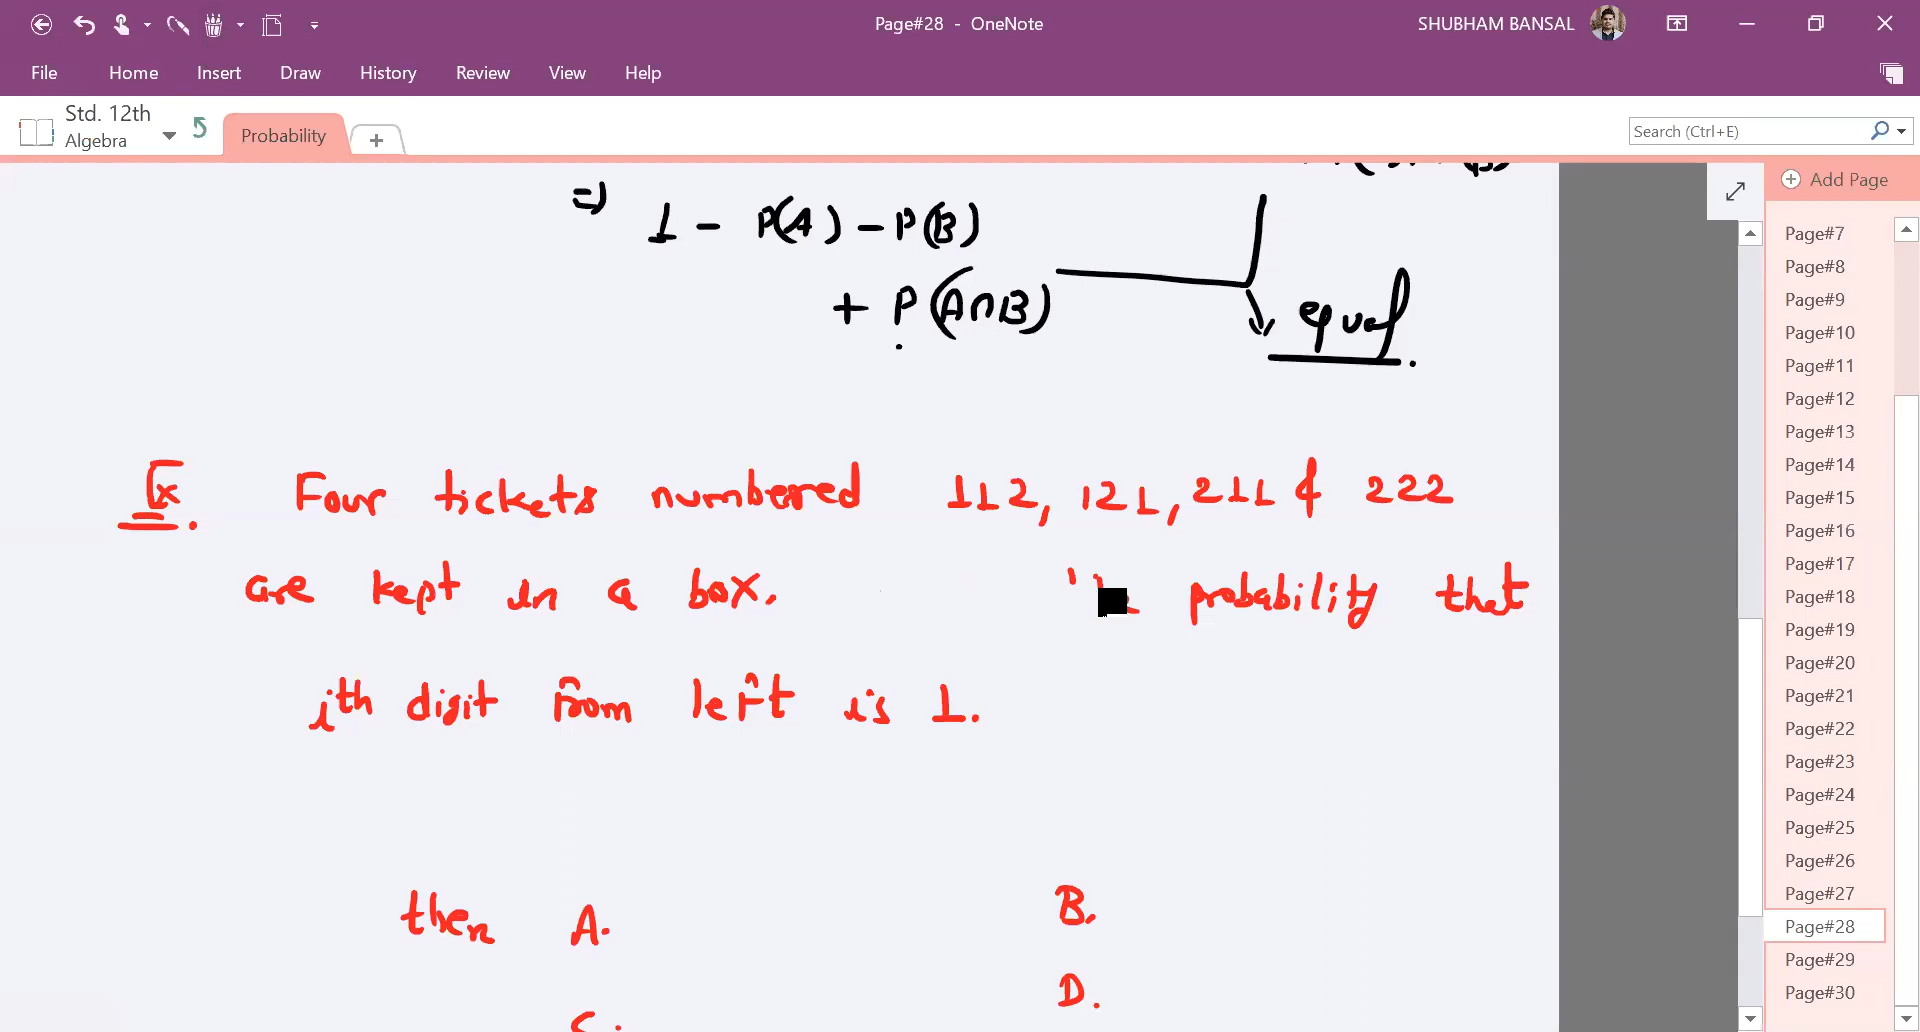 Page#28 - OneNote
SHUBHAM BANSAL
File Home Insert Draw History Review View Help
Std. 12th
Algebra
Probability
Search (Ctrl+E)
Add Page
=> 1 - P(A) - P(B)
+ P(A∩B)
equal.
Ex. Four tickets numbered 112, 121, 211 & 222
are kept in a box. probability that
ith digit from left is 1.
then A. B.
D.
Page#7
Page#8
Page#9
Page#10
Page#11
Page#12
Page#13
Page#14
Page#15
Page#16
Page#17
Page#18
Page#19
Page#20
Page#21
Page#22
Page#23
Page#24
Page#25
Page#26
Page#27
Page#28
Page#29
Page#30